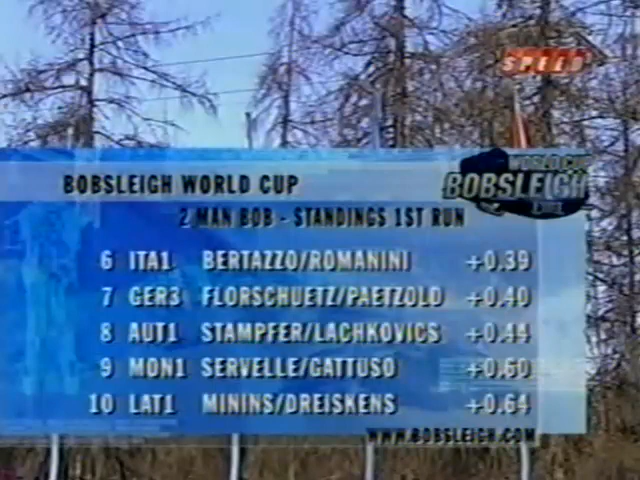 SPEED
WORLD CUP
BOBSLEIGH
BOBSLEIGH WORLD CUP
2 MAN BOB - STANDINGS 1ST RUN
6 ITA1 BERTAZZO/ROMANINI +0.39
7 GER3 FLORSCHUETZ/PAETZOLD +0.40
8 AUT1 STAMPFER/LACHKOVICS +0.44
9 MON1 SERVELLE/GATTUSO +0.60
10 LAT1 MININS/DREISKENS +0.64
WWW.BOBSLEIGH.COM